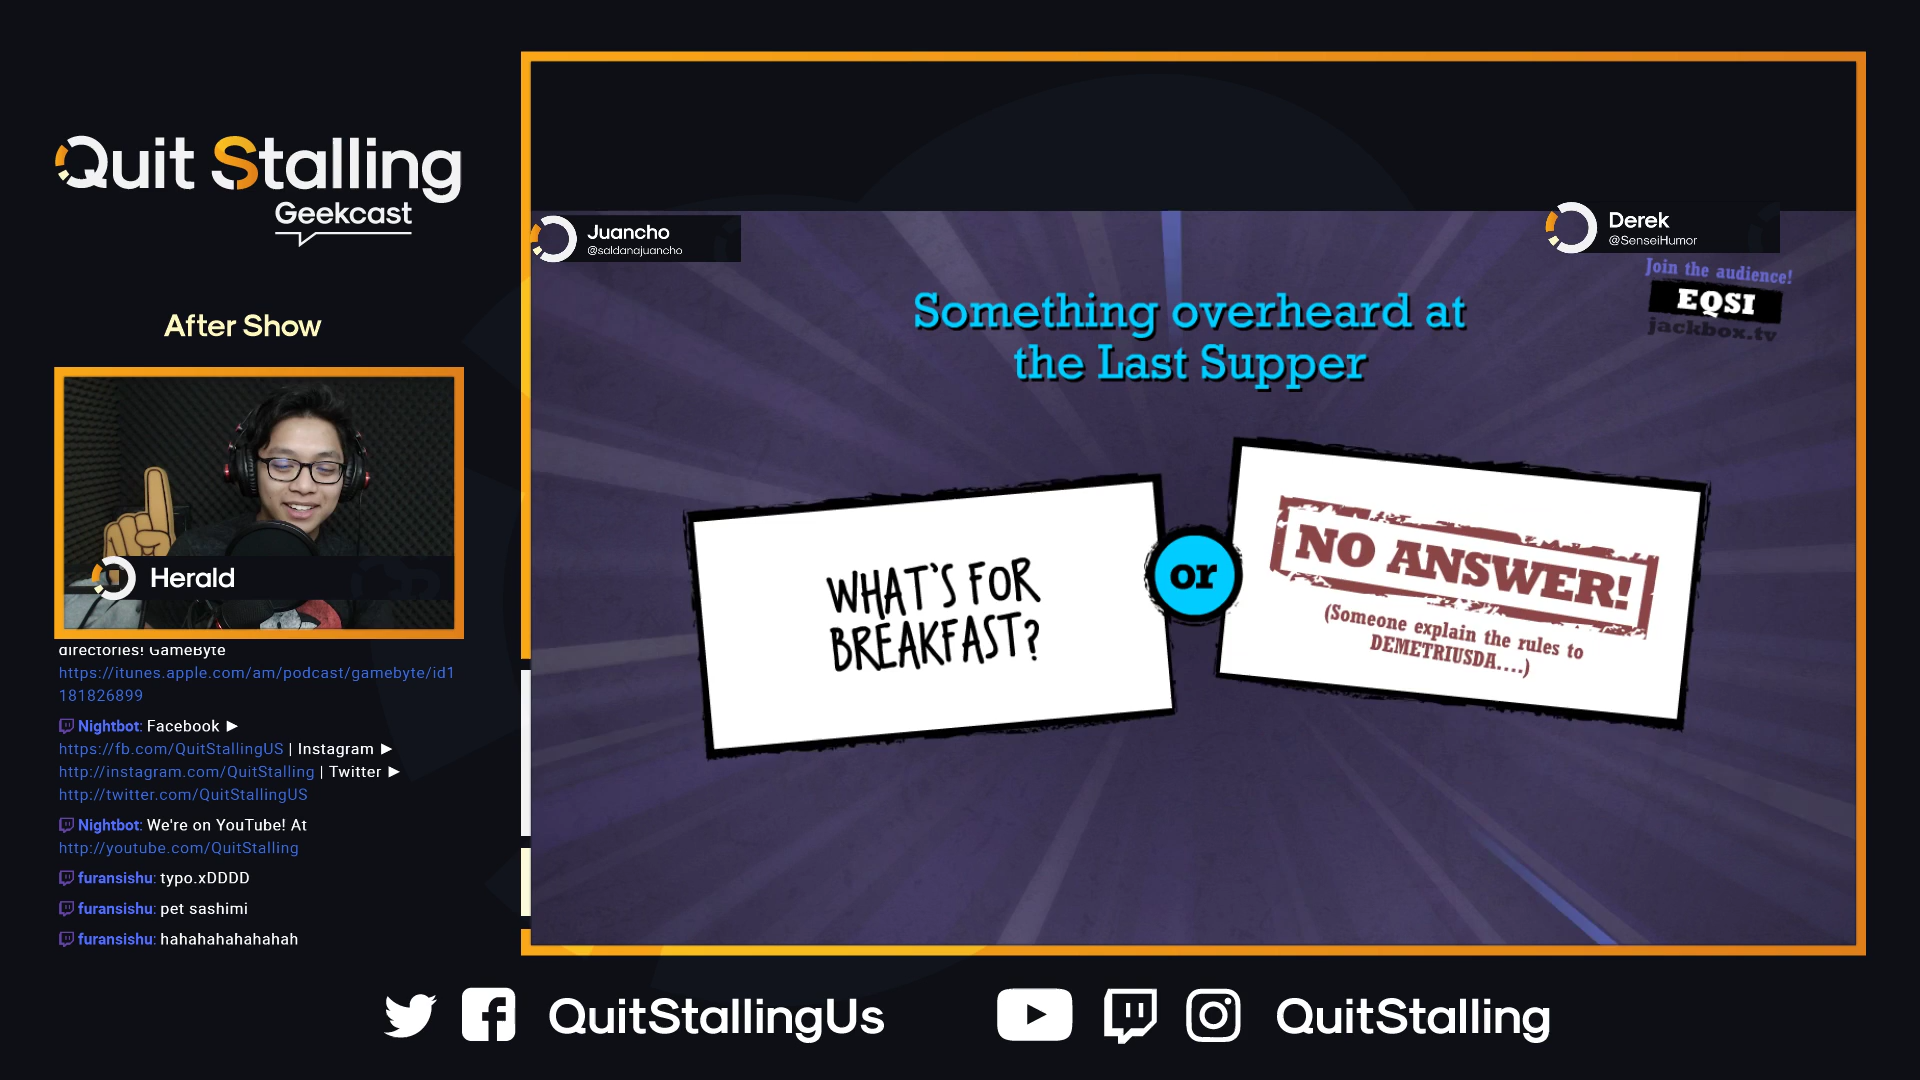 Quit Stalling
Geekcast
After Show
Herald
directories! GameByte
https://itunes.apple.com/am/podcast/gamebyte/id1
181826899
Nightbot: Facebook ►
https://fb.com/QuitStallingUS | Instagram ►
http://instagram.com/QuitStalling | Twitter ►
http://twitter.com/QuitStallingUS
Nightbot: We're on YouTube! At
http://youtube.com/QuitStalling
furansishu: typo.xDDDD
furansishu: pet sashimi
furansishu: hahahahahahahah
Juancho
@saldanajuancho
Derek
@SenseiHumor
Join the audience!
EQSI
jackbox.tv
Something overheard at
the Last Supper
WHAT'S FOR
BREAKFAST?
or
NO ANSWER!
(Someone explain the rules to
DEMETRIUSDA....)
QuitStallingUs
QuitStalling